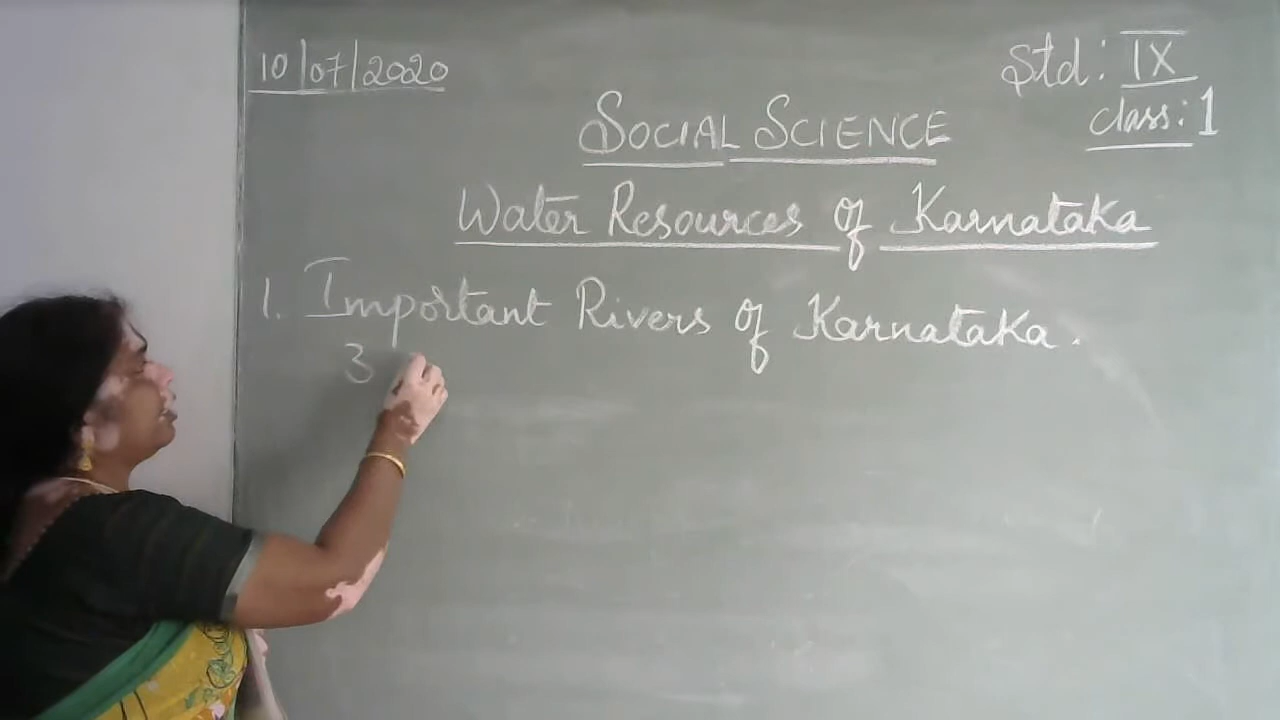 10/07/2020
Std: IX
class: 1
SOCIAL SCIENCE
Water Resources of Karnataka
1. Important Rivers of Karnataka.
3